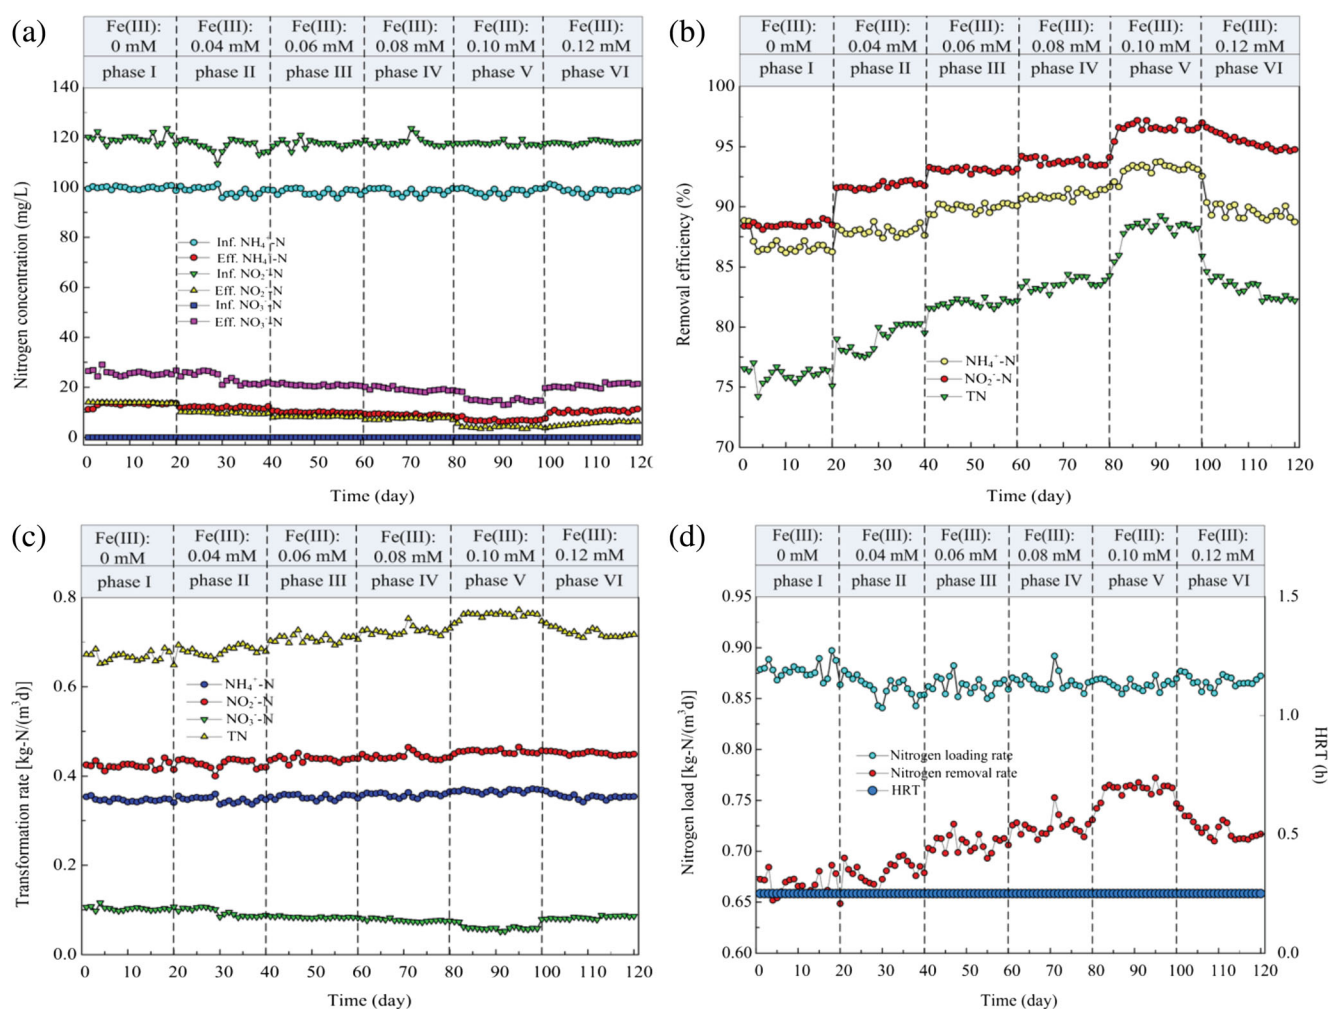 (a)
Fe(III): Fe(III): Fe(III): Fe(III): Fe(III): Fe(III):
0 mM 0.04 mM 0.06 mM 0.08 mM 0.10 mM 0.12 mM
phase I phase II phase III phase IV phase V phase VI
140
120
100
80
60
40
20
0
Nitrogen concentration (mg/L)
Inf. NH₄⁺-N
Eff. NH₄⁺-N
Inf. NO₂⁻-N
Eff. NO₂⁻-N
Inf. NO₃⁻-N
Eff. NO₃⁻-N
0 10 20 30 40 50 60 70 80 90 100 110 120
Time (day)
(b)
Fe(III): Fe(III): Fe(III): Fe(III): Fe(III): Fe(III):
0 mM 0.04 mM 0.06 mM 0.08 mM 0.10 mM 0.12 mM
phase I phase II phase III phase IV phase V phase VI
100
95
90
85
80
75
70
Removal efficiency (%)
NH₄⁺-N
NO₂⁻-N
TN
0 10 20 30 40 50 60 70 80 90 100 110 120
Time (day)
(c)
Fe(III): Fe(III): Fe(III): Fe(III): Fe(III): Fe(III):
0 mM 0.04 mM 0.06 mM 0.08 mM 0.10 mM 0.12 mM
phase I phase II phase III phase IV phase V phase VI
0.8
0.6
0.4
0.2
0.0
Transformation rate [kg-N/(m³d)]
NH₄⁺-N
NO₂⁻-N
NO₃⁻-N
TN
0 10 20 30 40 50 60 70 80 90 100 110 120
Time (day)
(d)
Fe(III): Fe(III): Fe(III): Fe(III): Fe(III): Fe(III):
0 mM 0.04 mM 0.06 mM 0.08 mM 0.10 mM 0.12 mM
phase I phase II phase III phase IV phase V phase VI
0.95
0.90
0.85
0.80
0.75
0.70
0.65
0.60
Nitrogen load [kg-N/(m³d)]
Nitrogen loading rate
Nitrogen removal rate
HRT
1.5
1.0
0.5
0.0
HRT (h)
0 10 20 30 40 50 60 70 80 90 100 110 120
Time (day)